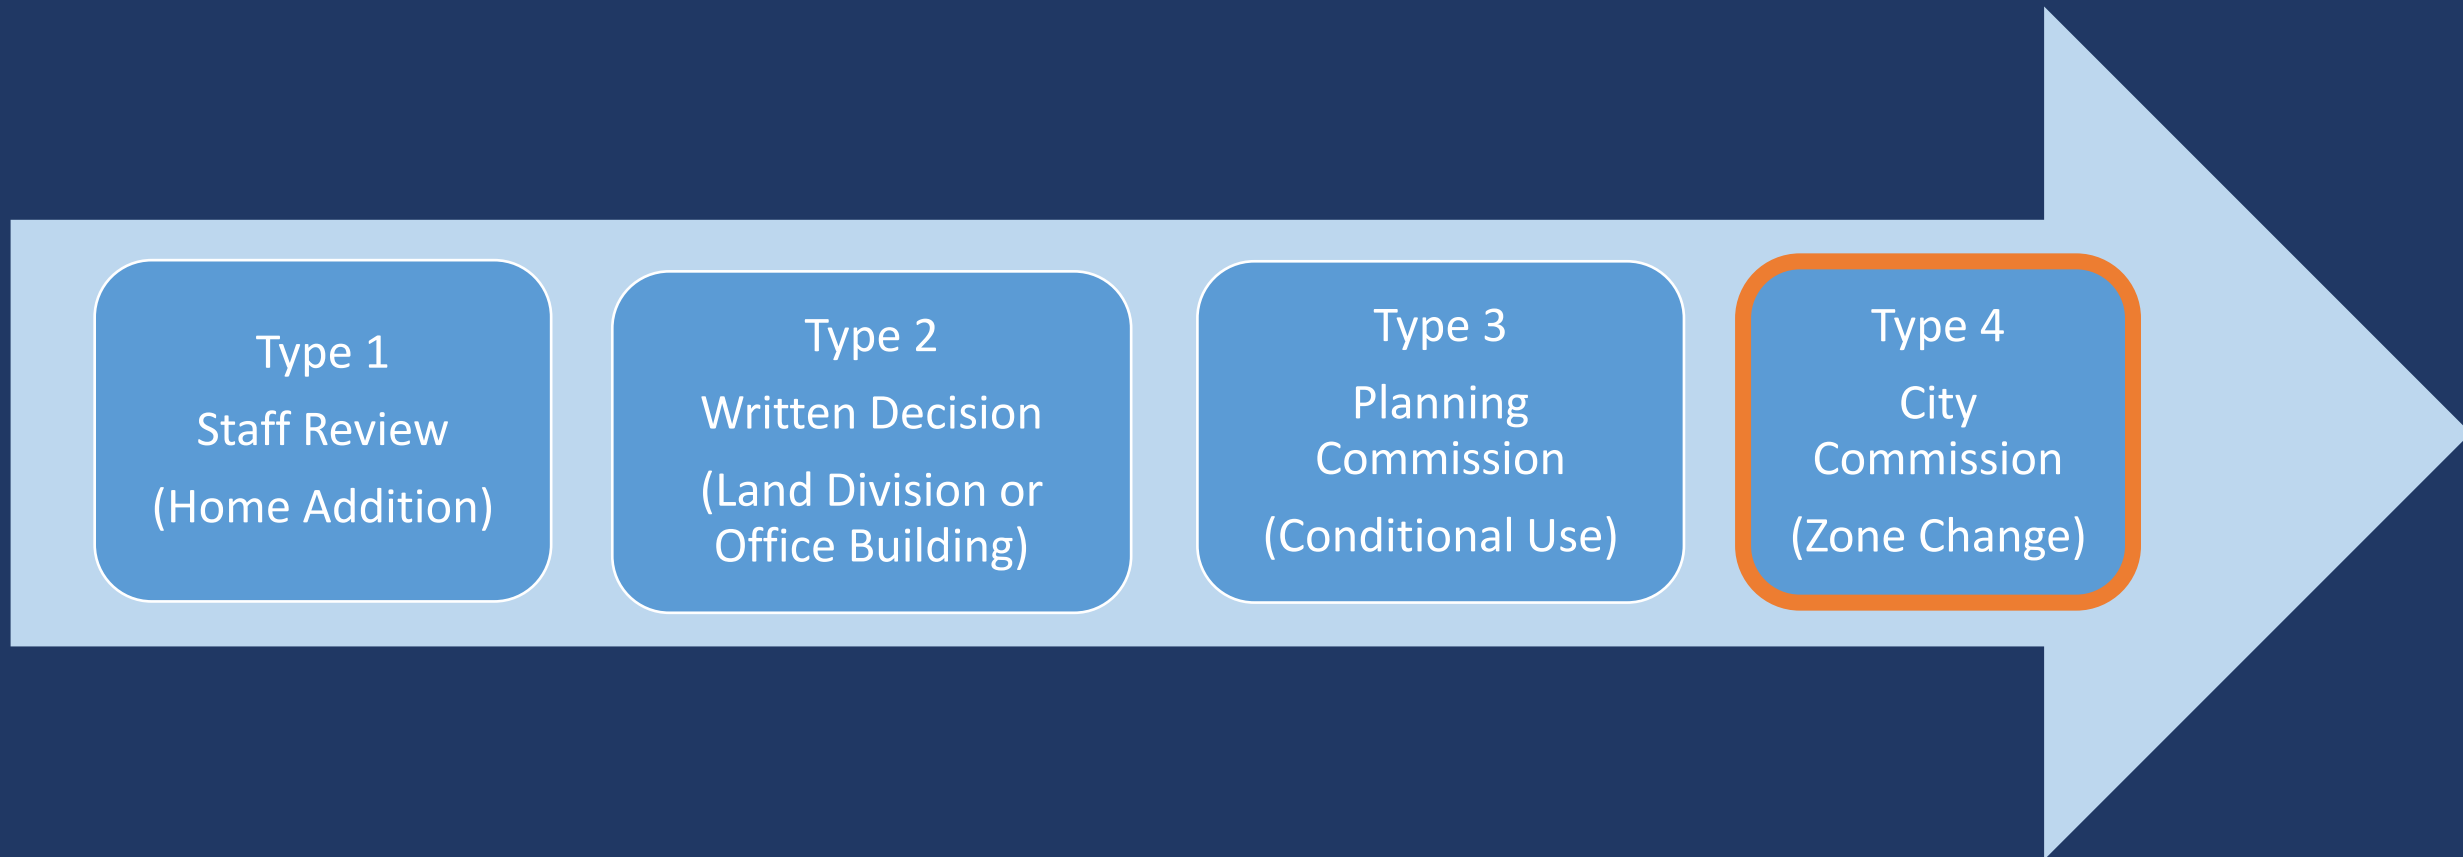 Type 1
Staff Review
(Home Addition)
Type 2
Written Decision
(Land Division or
Office Building)
Type 3
Planning
Commission
(Conditional Use)
Type 4
City
Commission
(Zone Change)